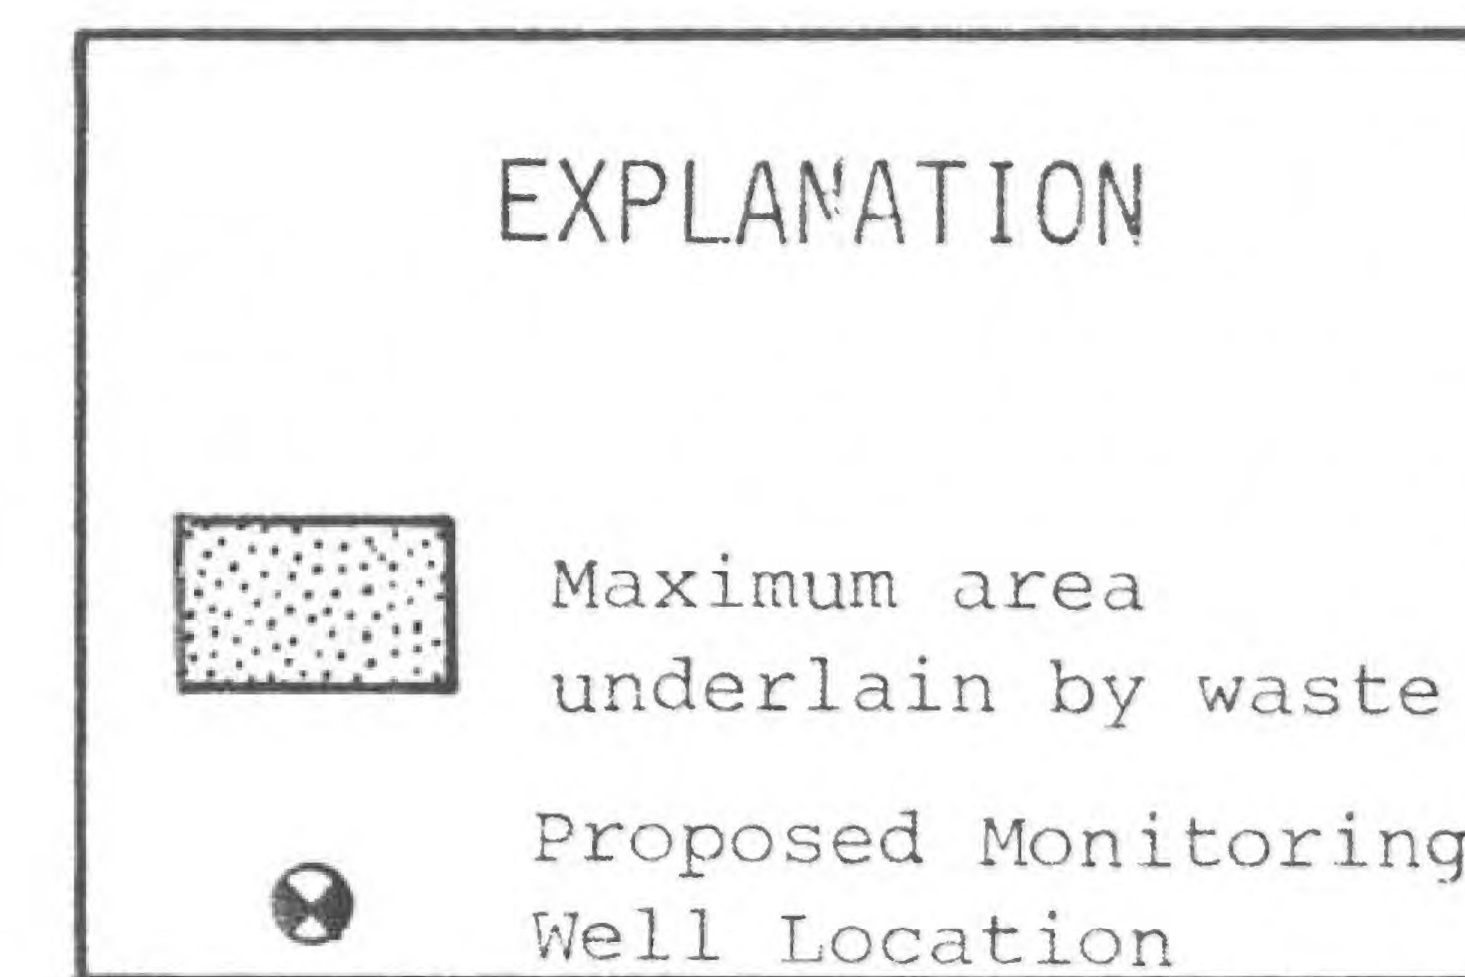 EXPLANATION
Maximum area
underlain by waste
Proposed Monitoring
Well Location